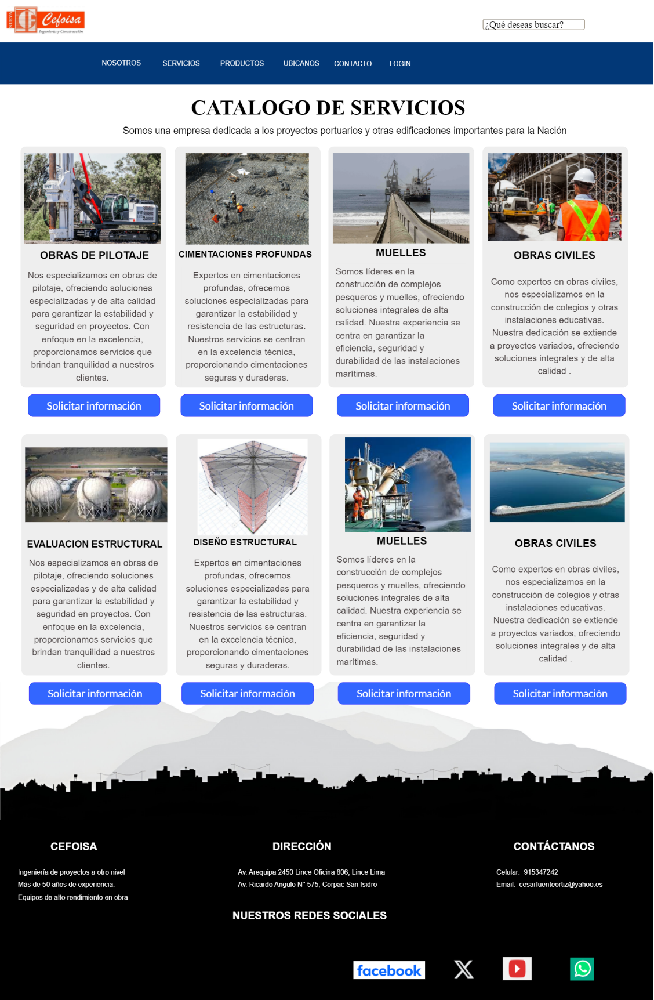 NUEVA
Cefoisa
Ingeniería y Construcción
¿Qué deseas buscar?
NOSOTROS SERVICIOS PRODUCTOS UBICANOS CONTACTO LOGIN
CATALOGO DE SERVICIOS
Somos una empresa dedicada a los proyectos portuarios y otras edificaciones importantes para la Nación
OBRAS DE PILOTAJE
Nos especializamos en obras de
pilotaje, ofreciendo soluciones
especializadas y de alta calidad
para garantizar la estabilidad y
seguridad en proyectos. Con
enfoque en la excelencia,
proporcionamos servicios que
brindan tranquilidad a nuestros
clientes.
Solicitar información
CIMENTACIONES PROFUNDAS
Expertos en cimentaciones
profundas, ofrecemos
soluciones especializadas para
garantizar la estabilidad y
resistencia de las estructuras.
Nuestros servicios se centran
en la excelencia técnica,
proporcionando cimentaciones
seguras y duraderas.
Solicitar información
MUELLES
Somos líderes en la
construcción de complejos
pesqueros y muelles, ofreciendo
soluciones integrales de alta
calidad. Nuestra experiencia se
centra en garantizar la
eficiencia, seguridad y
durabilidad de las instalaciones
marítimas.
Solicitar información
OBRAS CIVILES
Como expertos en obras civiles,
nos especializamos en la
construcción de colegios y otras
instalaciones educativas.
Nuestra dedicación se extiende
a proyectos variados, ofreciendo
soluciones integrales y de alta
calidad .
Solicitar información
EVALUACION ESTRUCTURAL
Nos especializamos en obras de
pilotaje, ofreciendo soluciones
especializadas y de alta calidad
para garantizar la estabilidad y
seguridad en proyectos. Con
enfoque en la excelencia,
proporcionamos servicios que
brindan tranquilidad a nuestros
clientes.
Solicitar información
DISEÑO ESTRUCTURAL
Expertos en cimentaciones
profundas, ofrecemos
soluciones especializadas para
garantizar la estabilidad y
resistencia de las estructuras.
Nuestros servicios se centran
en la excelencia técnica,
proporcionando cimentaciones
seguras y duraderas.
Solicitar información
MUELLES
Somos líderes en la
construcción de complejos
pesqueros y muelles, ofreciendo
soluciones integrales de alta
calidad. Nuestra experiencia se
centra en garantizar la
eficiencia, seguridad y
durabilidad de las instalaciones
marítimas.
Solicitar información
OBRAS CIVILES
Como expertos en obras civiles,
nos especializamos en la
construcción de colegios y otras
instalaciones educativas.
Nuestra dedicación se extiende
a proyectos variados, ofreciendo
soluciones integrales y de alta
calidad .
Solicitar información
CEFOISA
Ingeniería de proyectos a otro nivel
Más de 50 años de experiencia.
Equipos de alto rendimiento en obra
DIRECCIÓN
Av. Arequipa 2450 Lince Oficina 806, Lince Lima
Av. Ricardo Angulo N° 575, Corpac San Isidro
CONTÁCTANOS
Celular: 915347242
Email: cesarfuenteortiz@yahoo.es
NUESTROS REDES SOCIALES
facebook